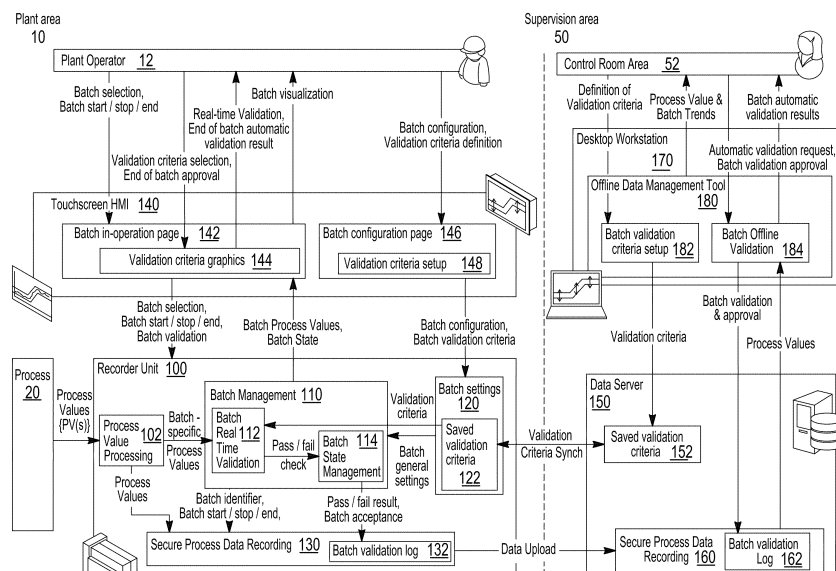 Plant area
10
Supervision area
50
Plant Operator 12
Control Room Area 52
Batch selection,
Batch start / stop / end
Batch visualization
Real-time Validation,
End of batch automatic
validation result
Validation criteria selection,
End of batch approval
Batch configuration,
Validation criteria definition
Definition of
Validation criteria
Process Value &
Batch Trends
Batch automatic
validation results
Desktop Workstation
170
Automatic validation request,
Batch validation approval
Offline Data Management Tool
180
Touchscreen HMI 140
Batch in-operation page 142
Validation criteria graphics 144
Batch configuration page 146
Validation criteria setup 148
Batch validation
criteria setup 182
Batch Offline
Validation 184
Batch selection,
Batch start / stop / end,
Batch validation
Batch Process Values,
Batch State
Batch configuration,
Batch validation criteria
Validation criteria
Batch validation
& approval
Process Values
Process
20
Process
Values
{PV(s)}
Recorder Unit 100
Process
Value 102
Processing
Batch -
specific
Process
Values
Batch Management 110
Batch
Real 112
Time
Validation
Pass / fail
check
Batch 114
State
Management
Validation
criteria
Batch
general
settings
Batch settings
120
Saved
validation
criteria
122
Validation
Criteria Synch
Data Server
150
Saved validation
criteria 152
Process
Values
Batch identifier,
Batch start / stop / end,
Pass / fail result,
Batch acceptance
Secure Process Data Recording 130
Batch validation log 132
Data Upload
Secure Process Data
Recording 160
Batch validation
Log 162